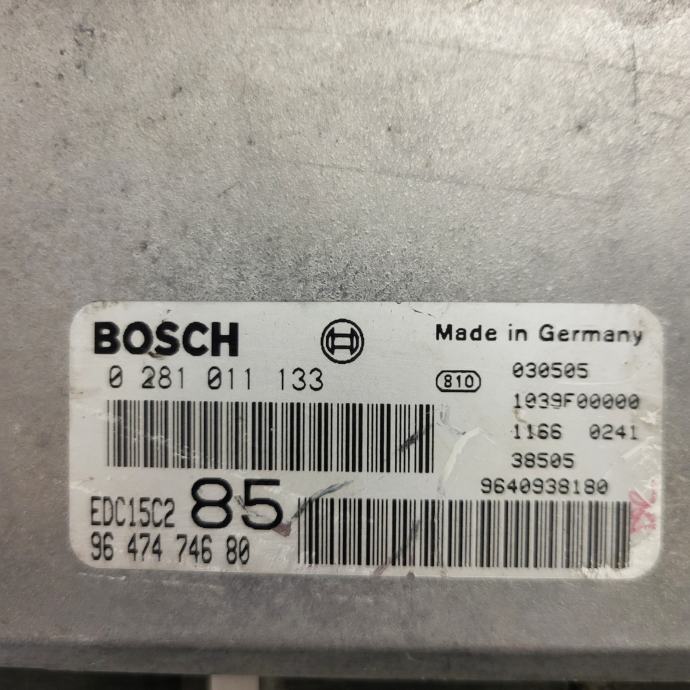 BOSCH
Made in Germany
0 281 011 133
810
030505
1039F00000
1166 0241
38505
9640938180
EDC15C2 85
96 474 746 80